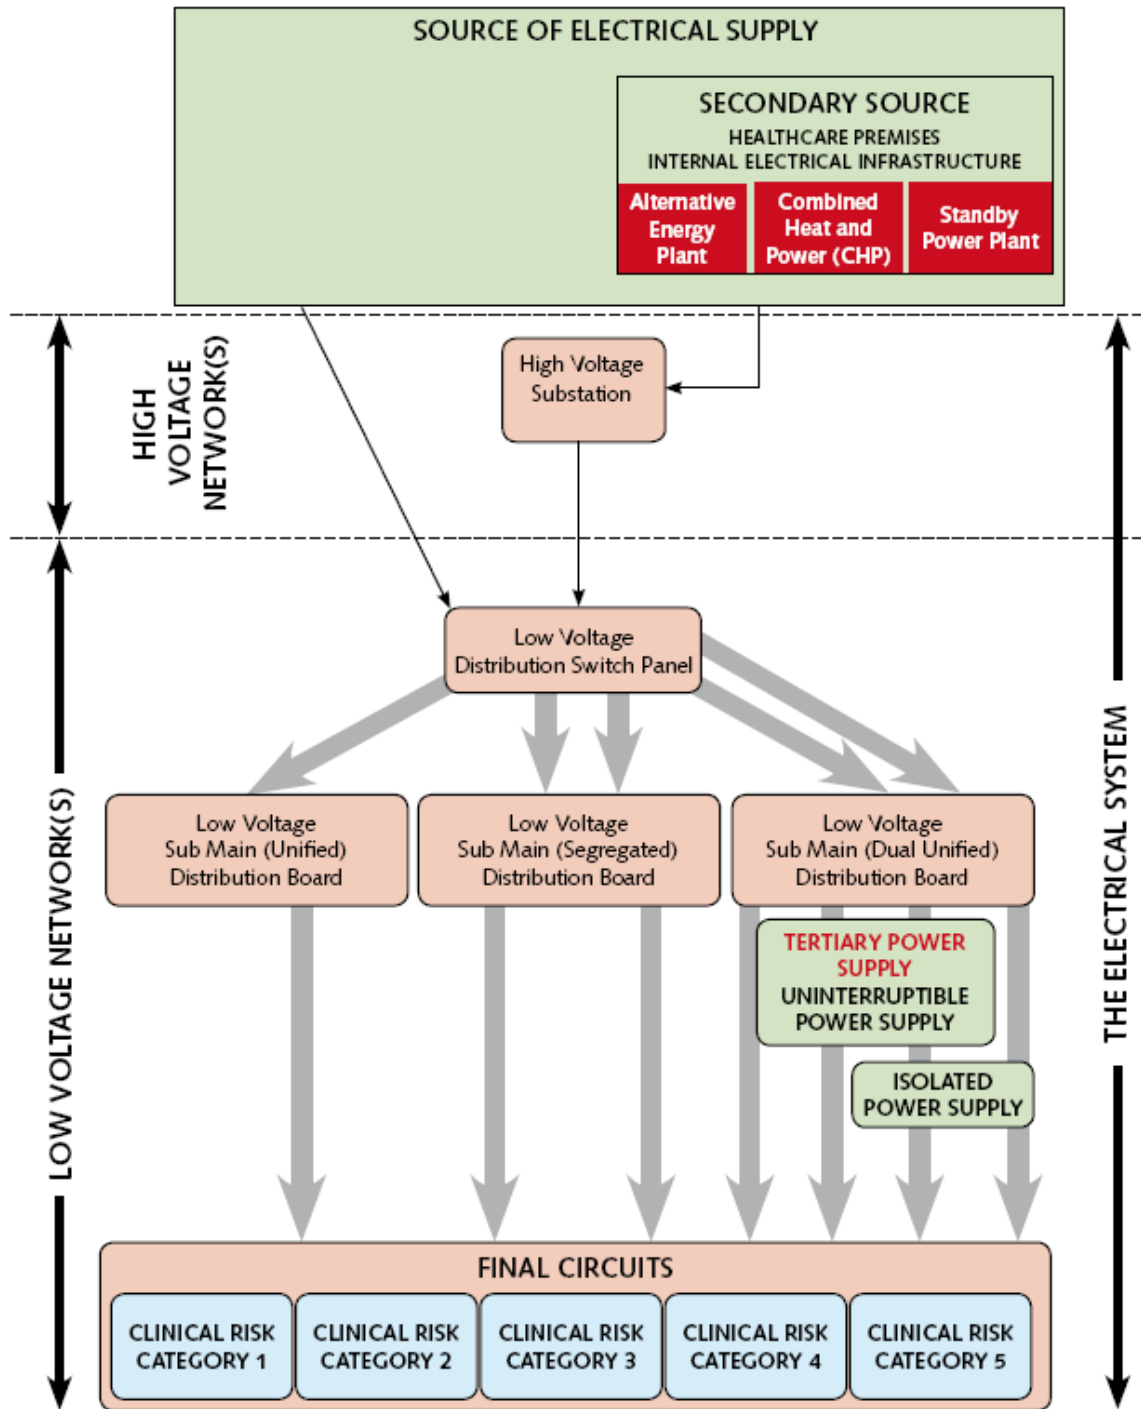 SOURCE OF ELECTRICAL SUPPLY
SECONDARY SOURCE
HEALTHCARE PREMISES
INTERNAL ELECTRICAL INFRASTRUCTURE
Alternative
Energy
Plant
Combined
Heat and
Power (CHP)
Standby
Power Plant
HIGH
VOLTAGE
NETWORK(S)
High Voltage
Substation
Low Voltage
Distribution Switch Panel
LOW VOLTAGE NETWORK(S)
THE ELECTRICAL SYSTEM
Low Voltage
Sub Main (Unified)
Distribution Board
Low Voltage
Sub Main (Segregated)
Distribution Board
Low Voltage
Sub Main (Dual Unified)
Distribution Board
TERTIARY POWER
SUPPLY
UNINTERRUPTIBLE
POWER SUPPLY
ISOLATED
POWER SUPPLY
FINAL CIRCUITS
CLINICAL RISK
CATEGORY 1
CLINICAL RISK
CATEGORY 2
CLINICAL RISK
CATEGORY 3
CLINICAL RISK
CATEGORY 4
CLINICAL RISK
CATEGORY 5